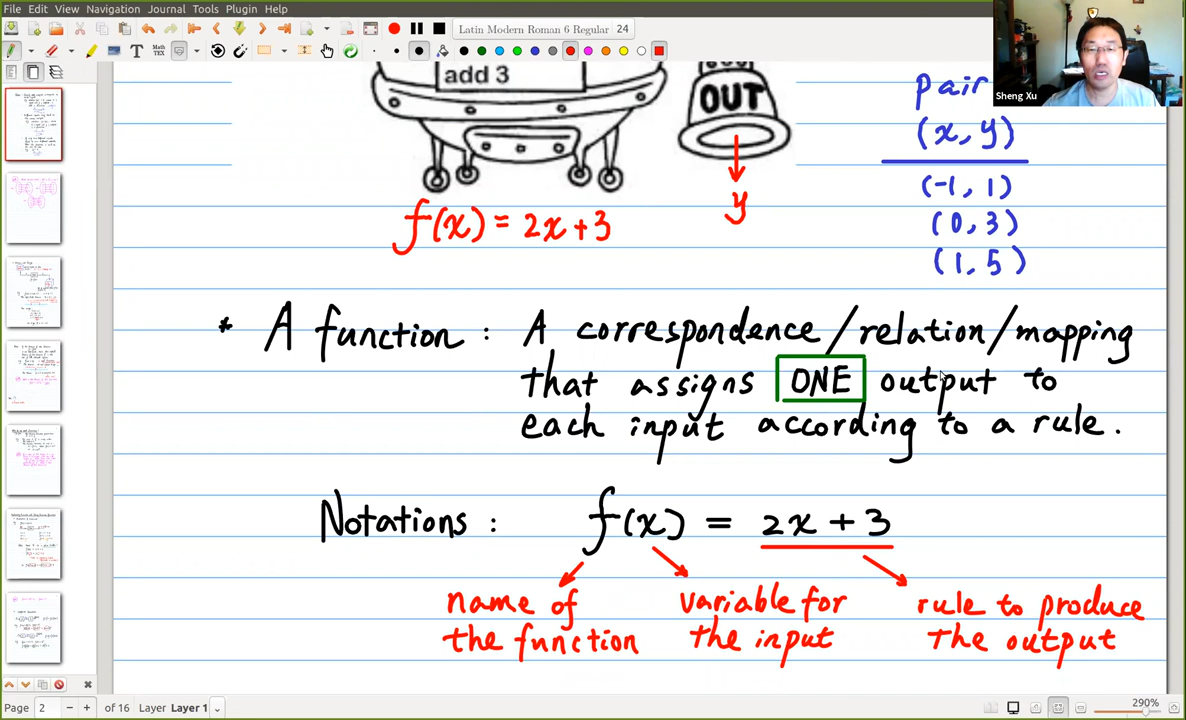 File Edit View Navigation Journal Tools Plugin Help
Latin Modern Roman 6 Regular 24
Sheng Xu
add 3
OUT
pair
(x, y)
(-1, 1)
(0, 3)
(1, 5)
f(x) = 2x+3
y
* A function : A correspondence/relation/mapping
that assigns ONE output to
each input according to a rule.
Notations : f(x) = 2x + 3
name of
the function
variable for
the input
rule to produce
the output
Page 2 of 16 Layer Layer 1
290%